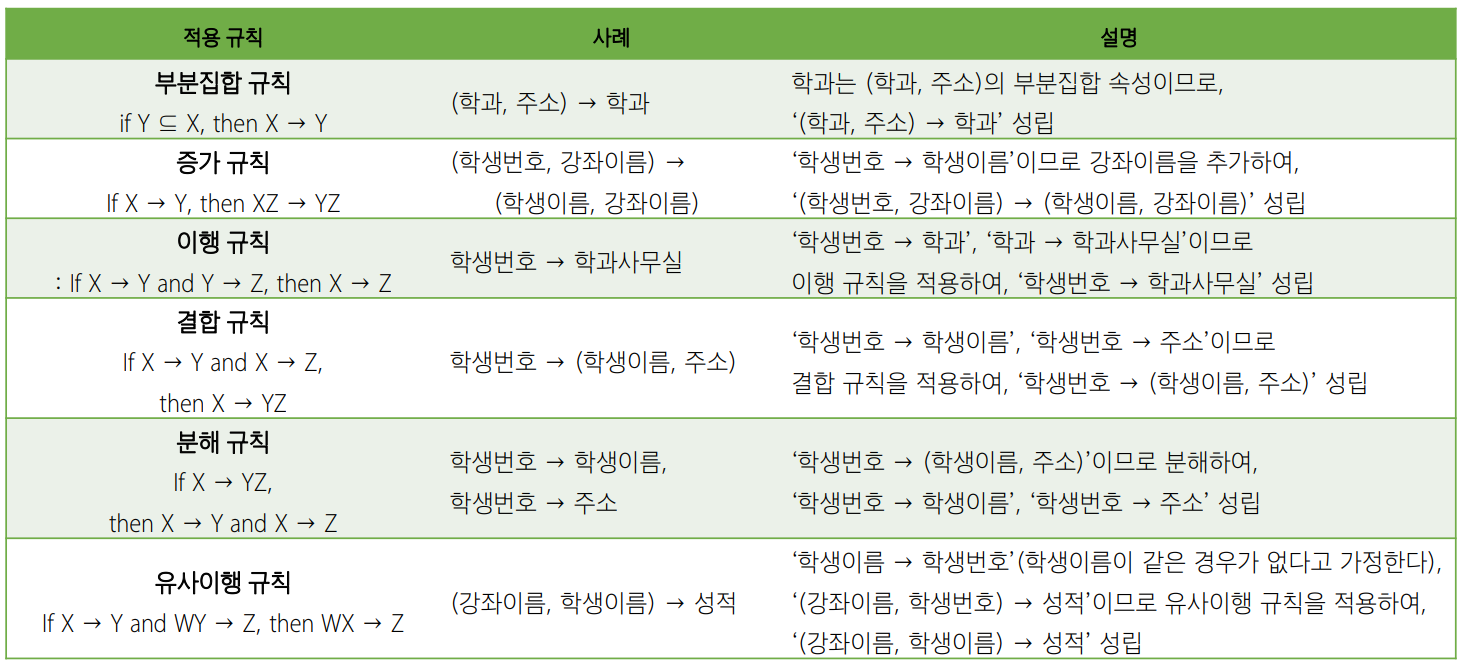 적용 규칙 사례 설명
부분집합 규칙
if Y ⊆ X, then X → Y
(학과, 주소) → 학과
학과는 (학과, 주소)의 부분집합 속성이므로,
‘(학과, 주소) → 학과’ 성립
증가 규칙
If X → Y, then XZ → YZ
(학생번호, 강좌이름) →
(학생이름, 강좌이름)
‘학생번호 → 학생이름’이므로 강좌이름을 추가하여,
‘(학생번호, 강좌이름) → (학생이름, 강좌이름)’ 성립
이행 규칙
: If X → Y and Y → Z, then X → Z
학생번호 → 학과사무실
‘학생번호 → 학과’, ‘학과 → 학과사무실’이므로
이행 규칙을 적용하여, ‘학생번호 → 학과사무실’ 성립
결합 규칙
If X → Y and X → Z,
then X → YZ
학생번호 → (학생이름, 주소)
‘학생번호 → 학생이름’, ‘학생번호 → 주소’이므로
결합 규칙을 적용하여, ‘학생번호 → (학생이름, 주소)’ 성립
분해 규칙
If X → YZ,
then X → Y and X → Z
학생번호 → 학생이름,
학생번호 → 주소
‘학생번호 → (학생이름, 주소)’이므로 분해하여,
‘학생번호 → 학생이름’, ‘학생번호 → 주소’ 성립
유사이행 규칙
If X → Y and WY → Z, then WX → Z
(강좌이름, 학생이름) → 성적
‘학생이름 → 학생번호’(학생이름이 같은 경우가 없다고 가정한다),
‘(강좌이름, 학생번호) → 성적’이므로 유사이행 규칙을 적용하여,
‘(강좌이름, 학생이름) → 성적’ 성립